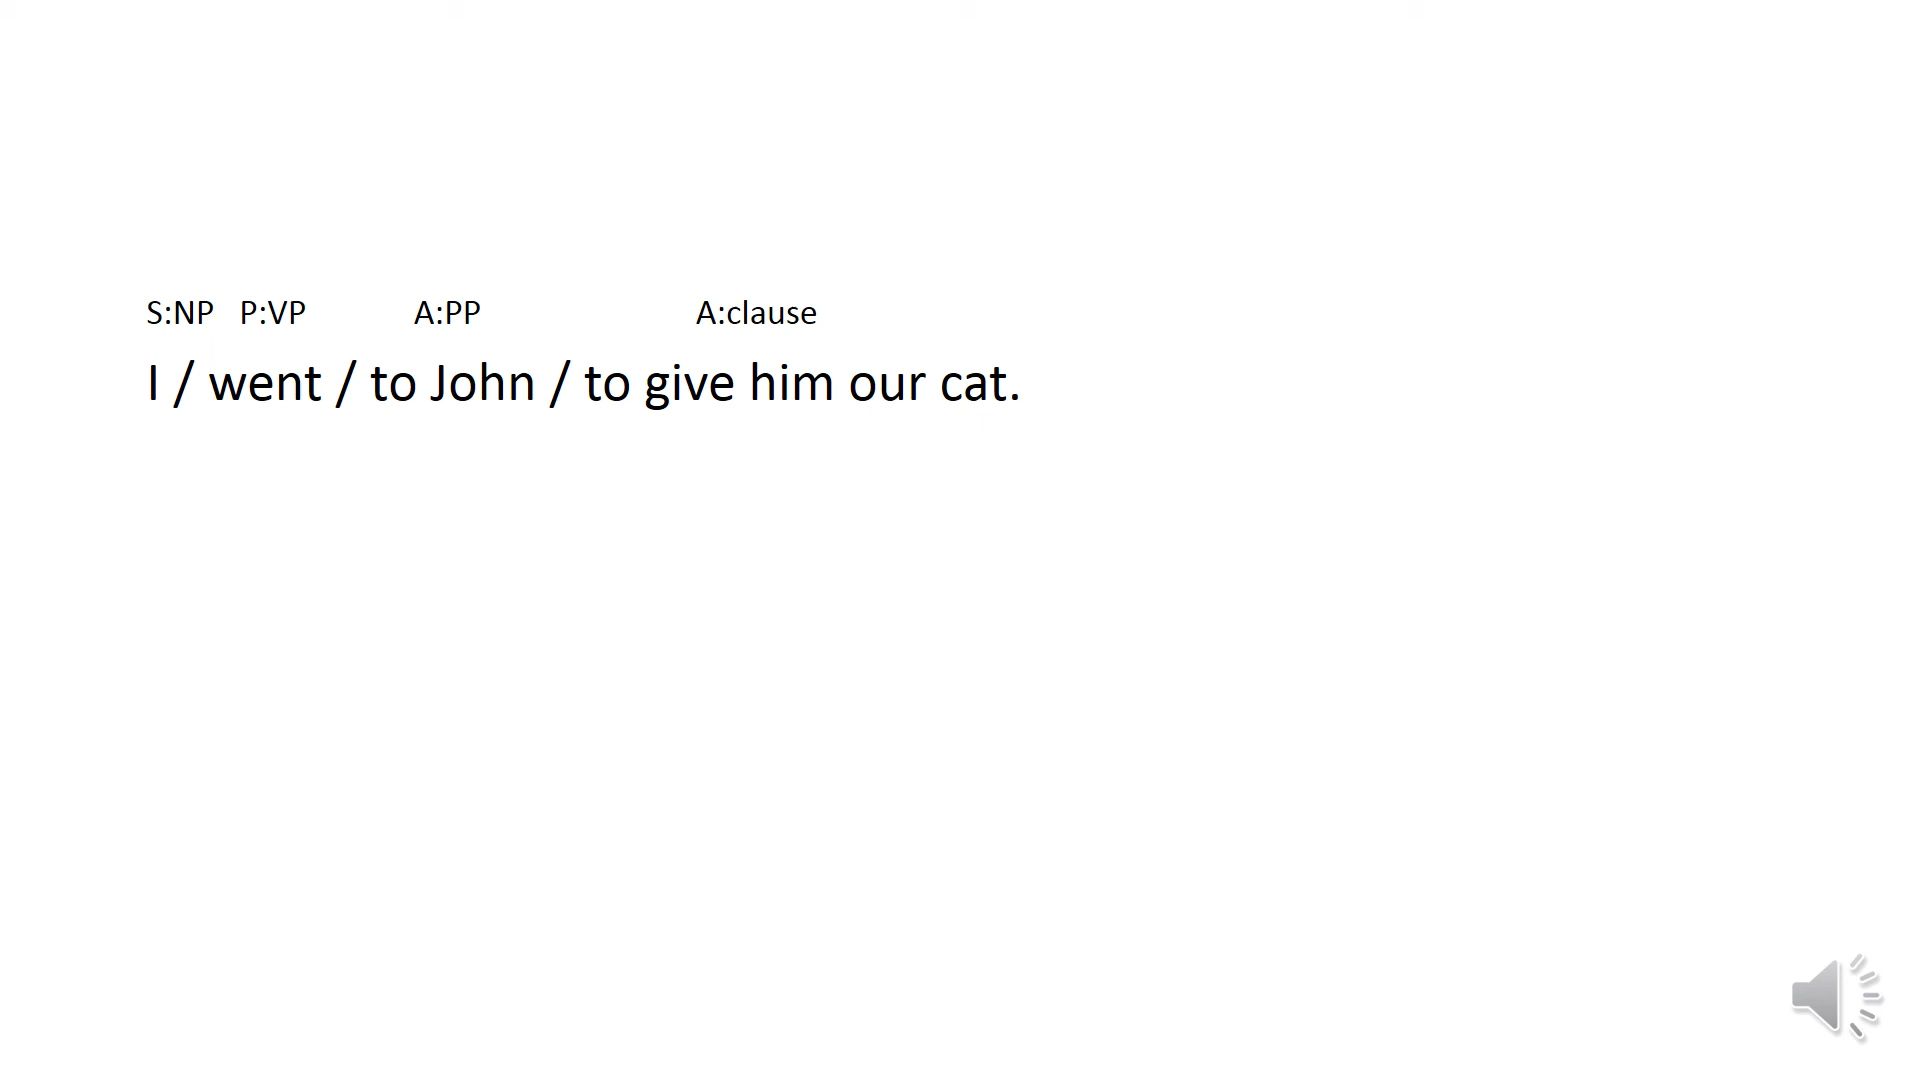 S:NP P:VP A:PP A:clause
I / went / to John / to give him our cat.